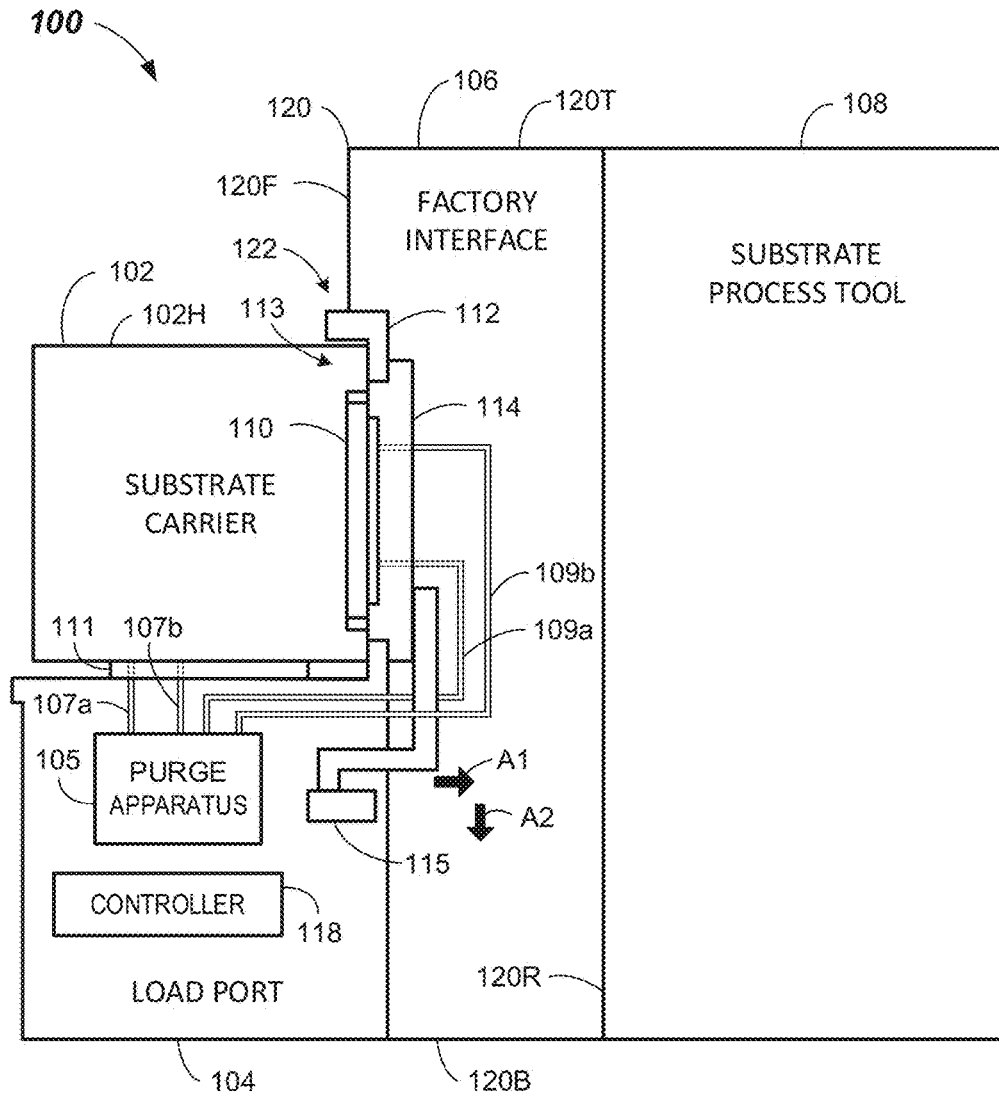 100
106
120T
108
120
120F
FACTORY
INTERFACE
122
SUBSTRATE
PROCESS TOOL
102
102H
112
113
114
110
SUBSTRATE
CARRIER
109b
109a
111
107b
107a
105
PURGE
APPARATUS
A1
A2
115
CONTROLLER
118
LOAD PORT
120R
104
120B